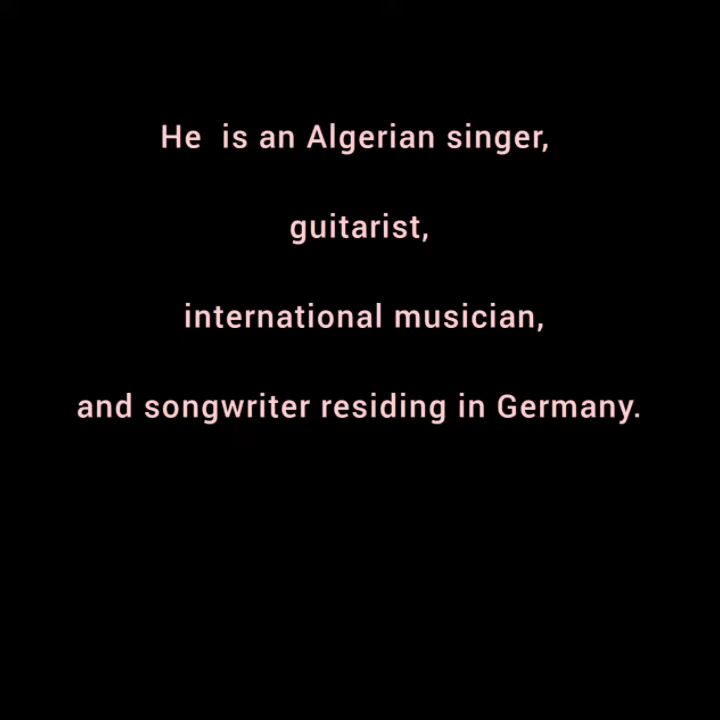 He  is an Algerian singer,
guitarist,
international musician,
and songwriter residing in Germany.